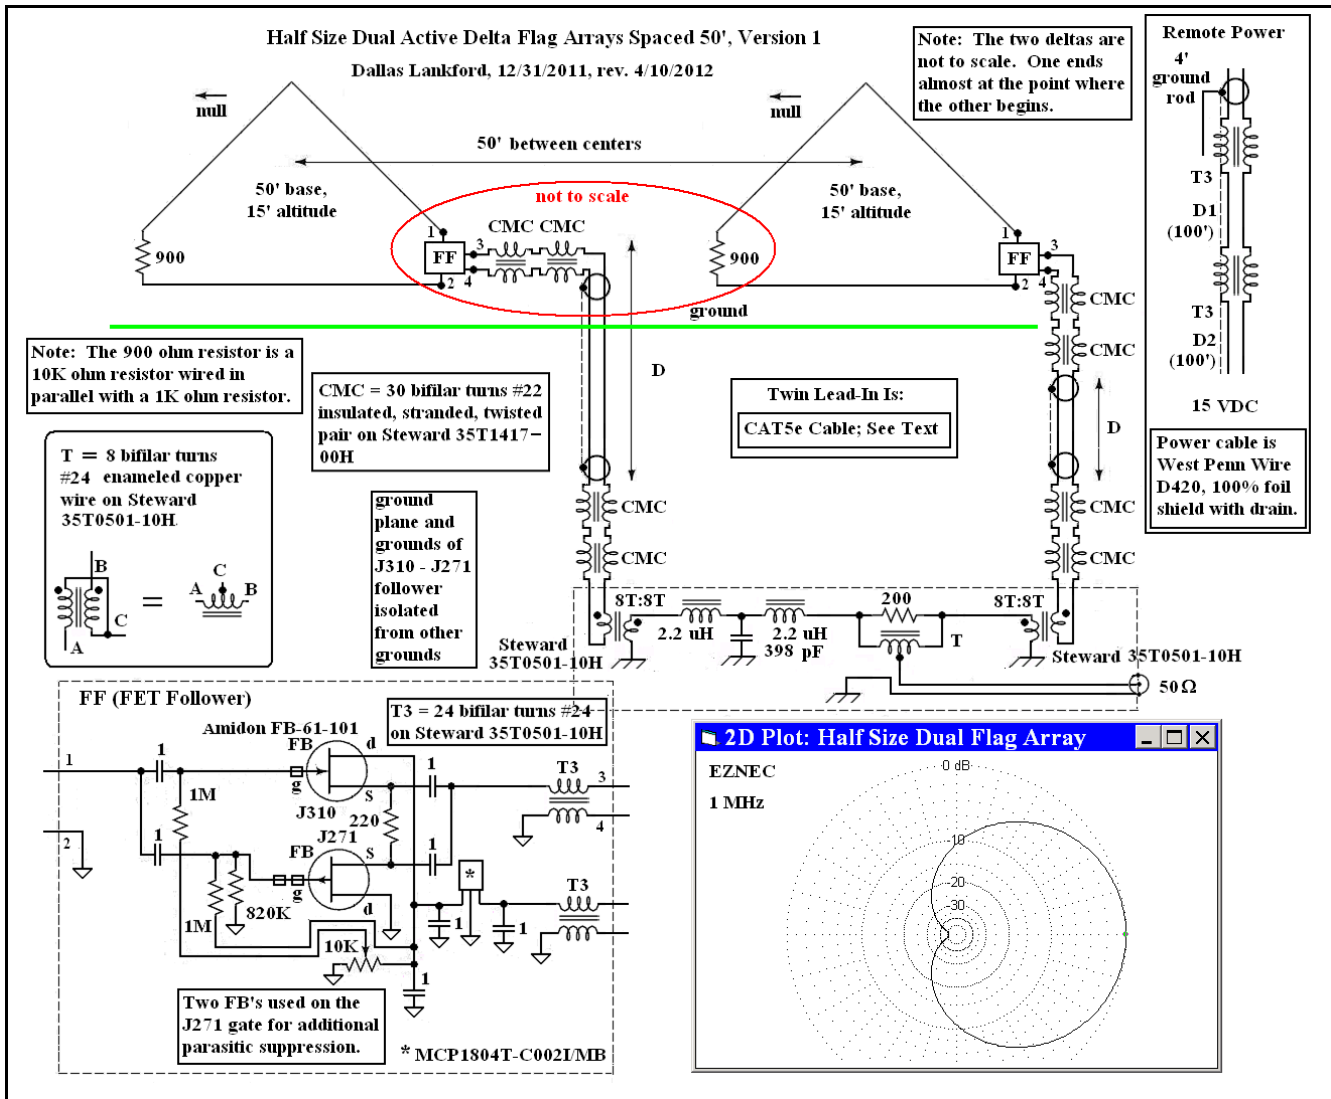 Half Size Dual Active Delta Flag Arrays Spaced 50', Version 1
Dallas Lankford, 12/31/2011, rev. 4/10/2012
Note: The two deltas are
not to scale. One ends
almost at the point where
the other begins.
Remote Power
4'
ground
rod
T3
D1
(100')
T3
D2
(100')
15 VDC
Power cable is
West Penn Wire
D420, 100% foil
shield with drain.
null
null
50' between centers
50' base,
15' altitude
not to scale
50' base,
15' altitude
CMC CMC
900
1
FF
3
2
4
900
1
FF
3
2
4
ground
CMC
CMC
D
D
Note: The 900 ohm resistor is a
10K ohm resistor wired in
parallel with a 1K ohm resistor.
CMC = 30 bifilar turns #22
insulated, stranded, twisted
pair on Steward 35T1417-
00H
Twin Lead-In Is:
CAT5e Cable; See Text
T = 8 bifilar turns
#24 enameled copper
wire on Steward
35T0501-10H.
B
C
A
=
A
C
B
ground
plane and
grounds of
J310 - J271
follower
isolated
from other
grounds
CMC
CMC
CMC
CMC
8T:8T
2.2 uH
2.2 uH
398 pF
200
T
8T:8T
Steward
35T0501-10H
Steward 35T0501-10H
50Ω
FF (FET Follower)
T3 = 24 bifilar turns #24
on Steward 35T0501-10H
Amidon FB-61-101
FB
d
1
1
g
s
J310
1M
1
220
T3
3
4
2
1
J271
FB
s
g
d
1
*
T3
1M
820K
10K
1
1
1
Two FB's used on the
J271 gate for additional
parasitic suppression.
* MCP1804T-C002I/MB
2D Plot: Half Size Dual Flag Array
EZNEC
1 MHz
0 dB
-10
-20
-30